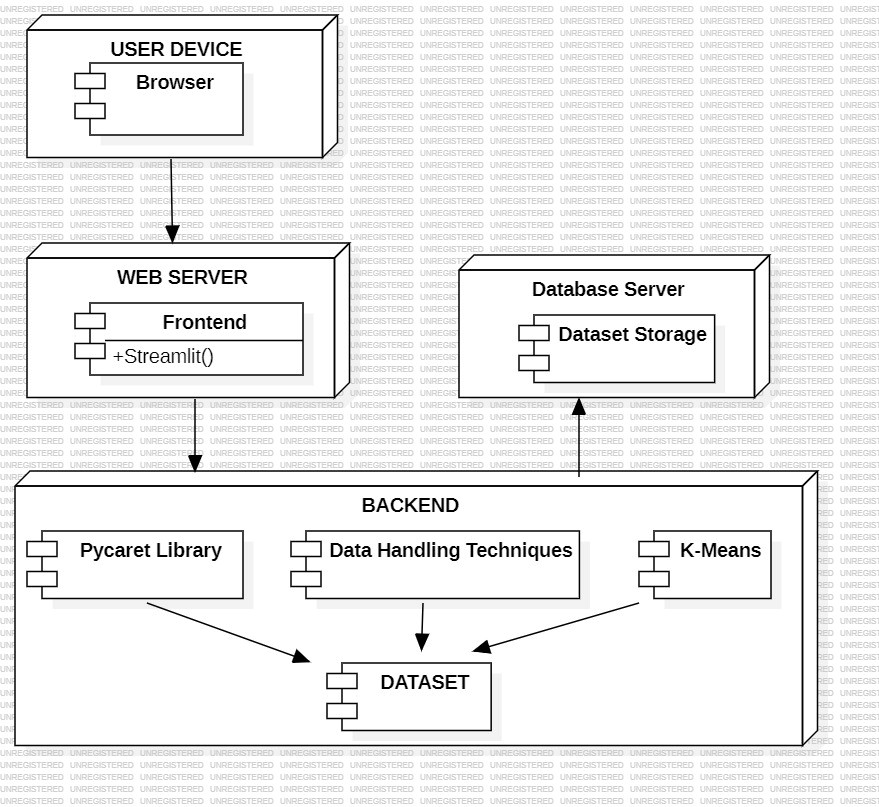 USER DEVICE
Browser
WEB SERVER
Frontend
+Streamlit()
Database Server
Dataset Storage
BACKEND
Pycaret Library
Data Handling Techniques
K-Means
DATASET
UNREGISTERED